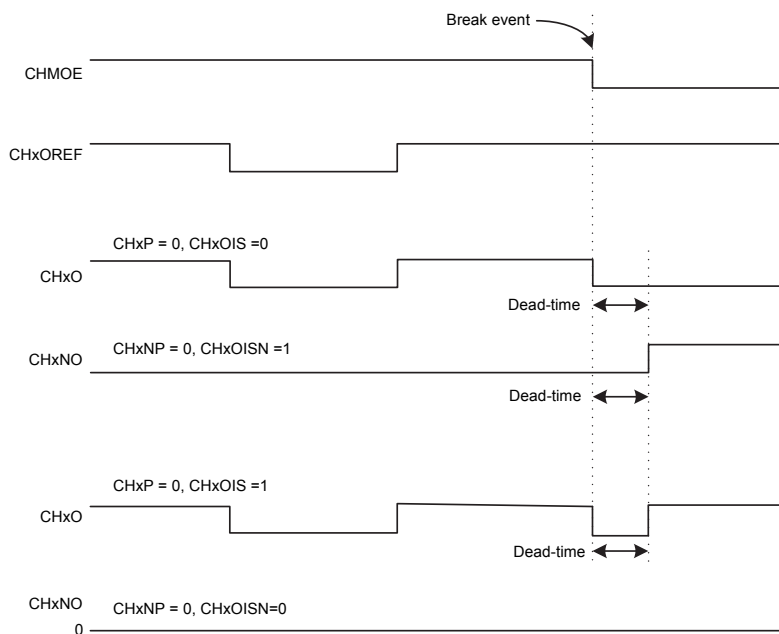 Break event
CHMOE
CHxOREF
CHxP = 0, CHxOIS =0
CHxO
Dead-time
CHxNP = 0, CHxOISN =1
CHxNO
Dead-time
CHxP = 0, CHxOIS =1
CHxO
Dead-time
CHxNO
CHxNP = 0, CHxOISN=0
0